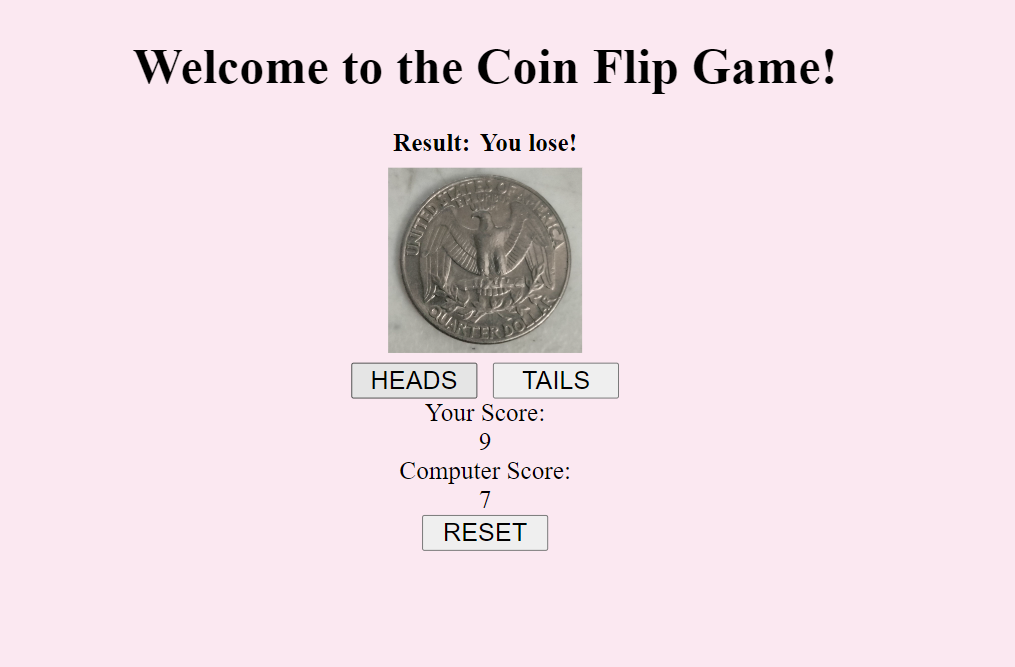 Welcome to the Coin Flip Game!
Result: You lose!
UNITED STATES OF AMERICA
QUARTER DOLLAR
HEADS TAILS
Your Score:
9
Computer Score:
7
RESET